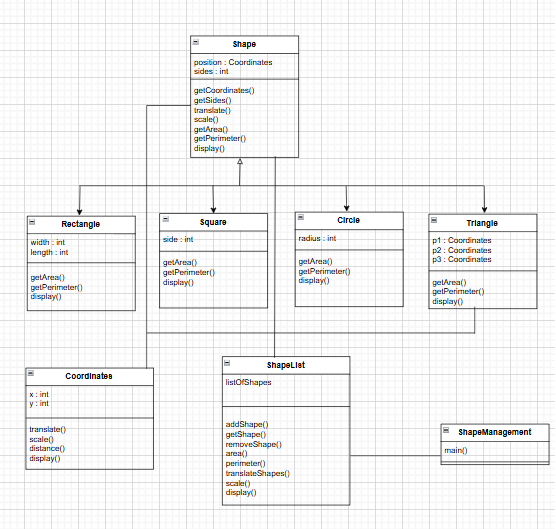 Shape
position : Coordinates
sides : int
getCoordinates()
getSides()
translate()
scale()
getArea()
getPerimeter()
display()
Rectangle
width : int
length : int
getArea()
getPerimeter()
display()
Square
side : int
getArea()
getPerimeter()
display()
Circle
radius : int
getArea()
getPerimeter()
display()
Triangle
p1 : Coordinates
p2 : Coordinates
p3 : Coordinates
getArea()
getPerimeter()
display()
Coordinates
x : int
y : int
translate()
scale()
distance()
display()
ShapeList
listOfShapes
addShape()
getShape()
removeShape()
area()
perimeter()
translateShapes()
scale()
display()
ShapeManagement
main()